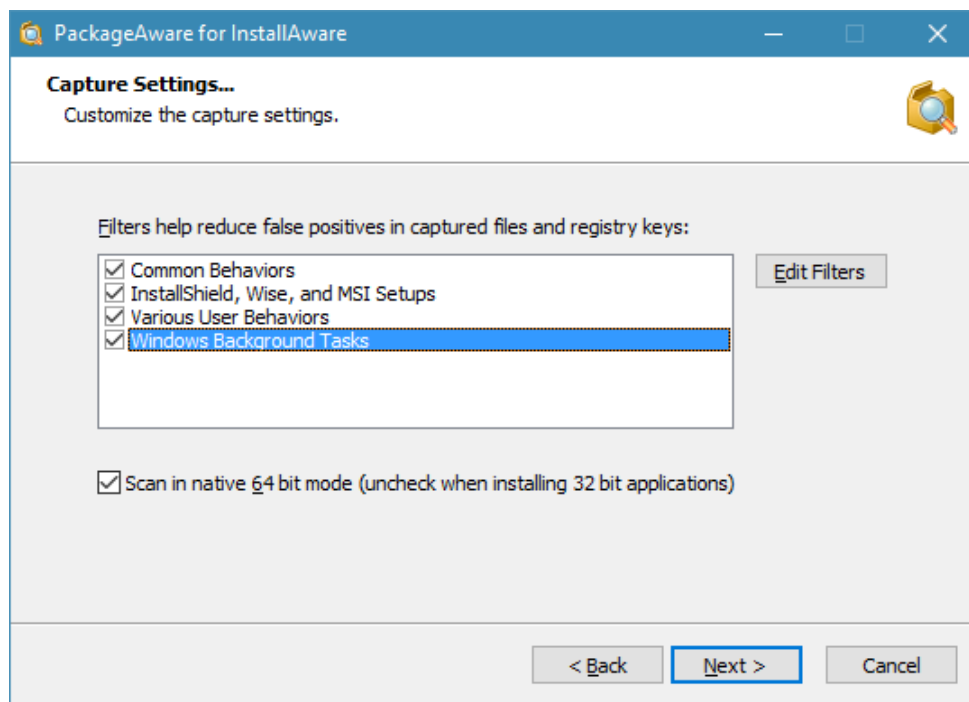 PackageAware for InstallAware
Capture Settings...
Customize the capture settings.
Filters help reduce false positives in captured files and registry keys:
Common Behaviors
Edit Filters
InstallShield, Wise, and MSI Setups
Various User Behaviors
Windows Background Tasks
Scan in native 64 bit mode (uncheck when installing 32 bit applications)
< Back
Next >
Cancel